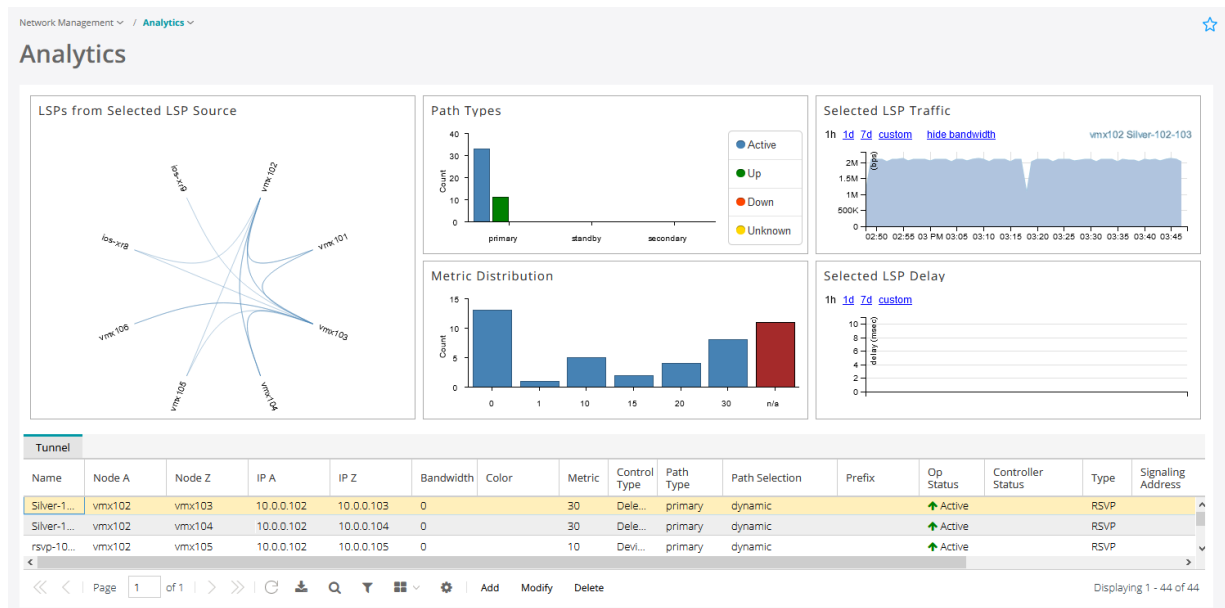 Network Management / Analytics
Analytics
LSPs from Selected LSP Source
ios-xr9
vmx102
ios-xr8
vmx101
vmx106
vmx103
vmx105
vmx104
Path Types
40
30
20
10
0
Count
primary standby secondary
Active
Up
Down
Unknown
Metric Distribution
15
10
5
0
Count
0 1 10 15 20 30 n/a
Selected LSP Traffic
1h 1d 7d custom hide bandwidth vmx102 Silver-102-103
(bps)
2M
1.5M
1M
500K
0
02:50 02:55 03 PM 03:05 03:10 03:15 03:20 03:25 03:30 03:35 03:40 03:45
Selected LSP Delay
1h 1d 7d custom
delay (msec)
10
8
6
4
2
0
Tunnel
Name Node A Node Z IP A IP Z Bandwidth Color Metric Control Type Path Type Path Selection Prefix Op Status Controller Status Type Signaling Address
Silver-1... vmx102 vmx103 10.0.0.102 10.0.0.103 0 30 Dele... primary dynamic Active RSVP
Silver-1... vmx102 vmx104 10.0.0.102 10.0.0.104 0 30 Dele... primary dynamic Active RSVP
rsvp-10... vmx102 vmx105 10.0.0.102 10.0.0.105 0 10 Devi... primary dynamic Active RSVP
Page 1 of 1 Add Modify Delete Displaying 1 - 44 of 44